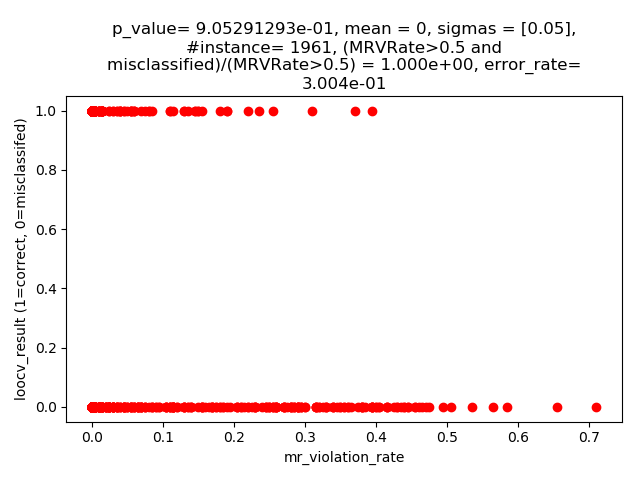 p_value= 9.05291293e-01, mean = 0, sigmas = [0.05],
#instance= 1961, (MRVRate>0.5 and
misclassified)/(MRVRate>0.5) = 1.000e+00, error_rate=
3.004e-01
loocv_result (1=correct, 0=misclassifed)
1.0
0.8
0.6
0.4
0.2
0.0
0.0 0.1 0.2 0.3 0.4 0.5 0.6 0.7
mr_violation_rate